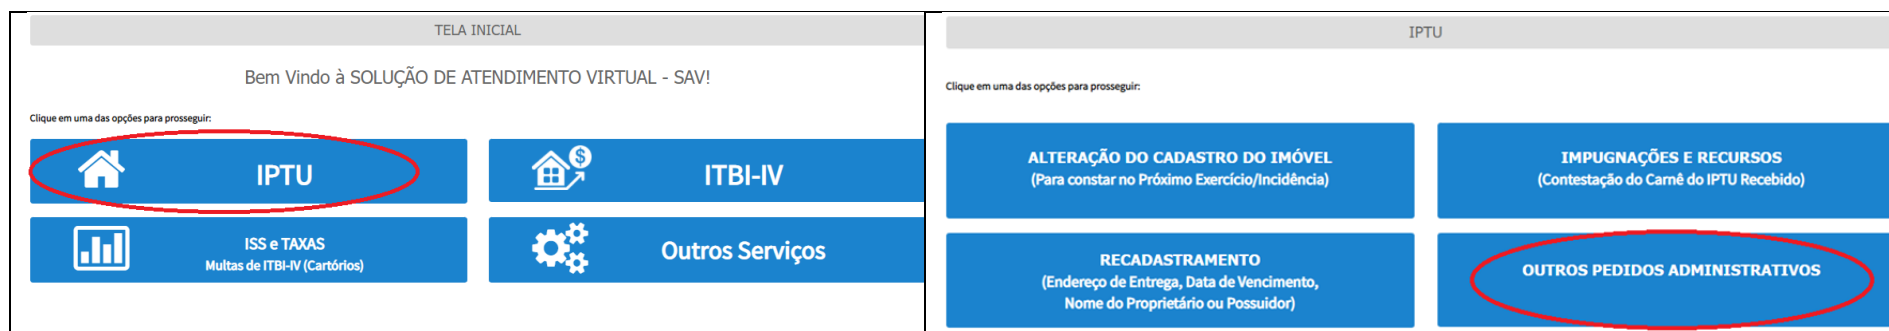 TELA INICIAL
Bem Vindo à SOLUÇÃO DE ATENDIMENTO VIRTUAL - SAV!
Clique em uma das opções para prosseguir:
IPTU
ITBI-IV
ISS e TAXAS
Multas de ITBI-IV (Cartórios)
Outros Serviços
IPTU
Clique em uma das opções para prosseguir:
ALTERAÇÃO DO CADASTRO DO IMÓVEL
(Para constar no Próximo Exercício/Incidência)
IMPUGNAÇÕES E RECURSOS
(Contestação do Carnê do IPTU Recebido)
RECADASTRAMENTO
(Endereço de Entrega, Data de Vencimento,
Nome do Proprietário ou Possuidor)
OUTROS PEDIDOS ADMINISTRATIVOS